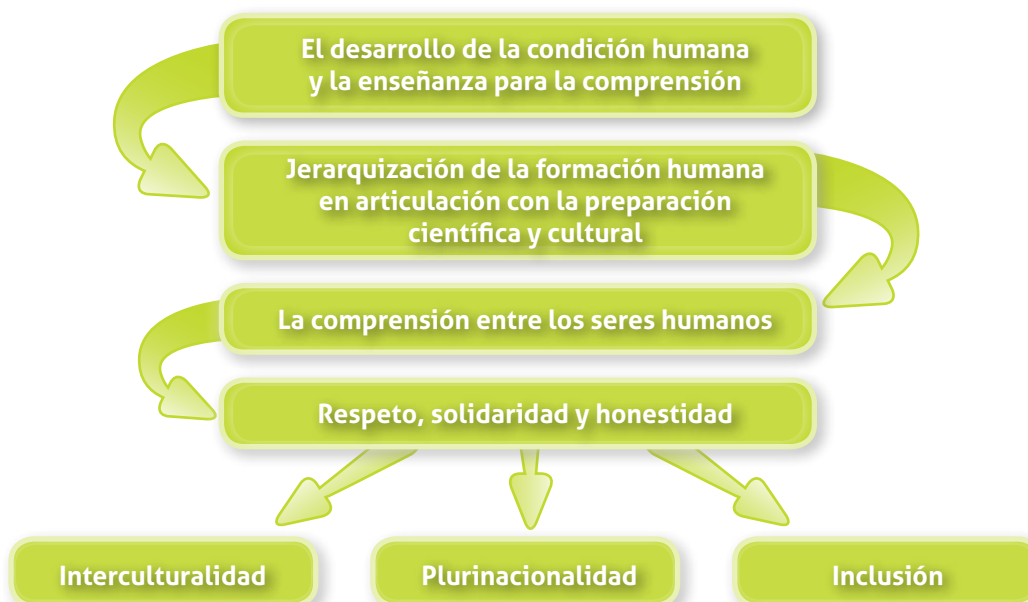 El desarrollo de la condición humana
y la enseñanza para la comprensión
Jerarquización de la formación humana
en articulación con la preparación
científica y cultural
La comprensión entre los seres humanos
Respeto, solidaridad y honestidad
Interculturalidad
Plurinacionalidad
Inclusión